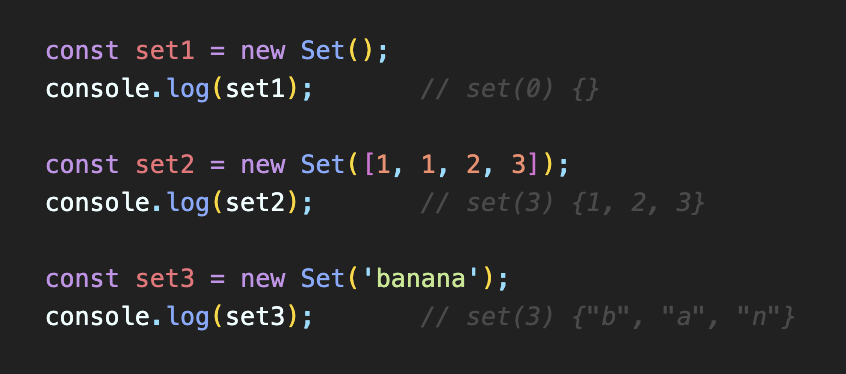 const set1 = new Set();
console.log(set1);       // set(0) {}
const set2 = new Set([1, 1, 2, 3]);
console.log(set2);       // set(3) {1, 2, 3}
const set3 = new Set('banana');
console.log(set3);       // set(3) {"b", "a", "n"}